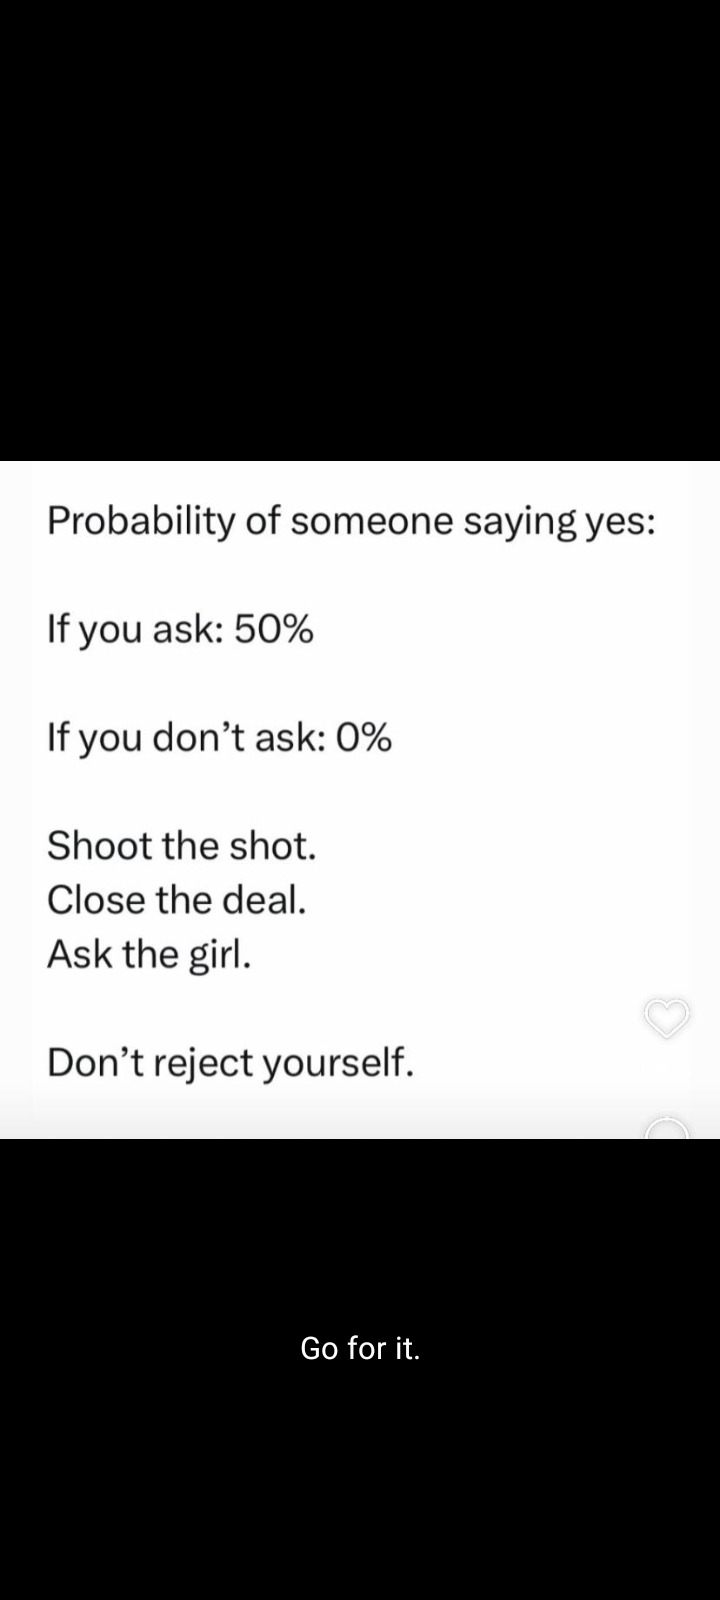 Probability of someone saying yes:
If you ask: 50%
If you don’t ask: 0%
Shoot the shot.
Close the deal.
Ask the girl.
Don’t reject yourself.
Go for it.